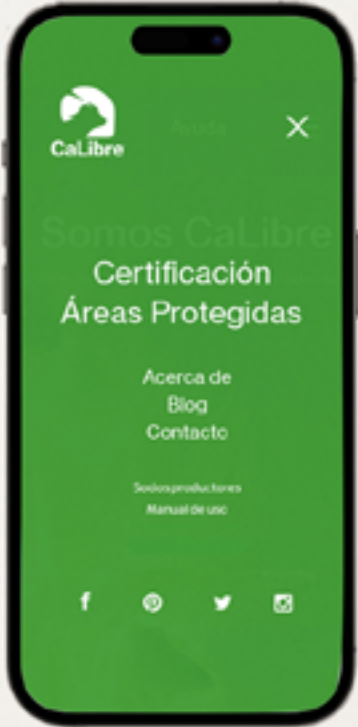 CaLibre
Ayuda
Somos CaLibre
Certificación
Áreas Protegidas
Acerca de
Blog
Contacto
Socios productores
Manual de uso